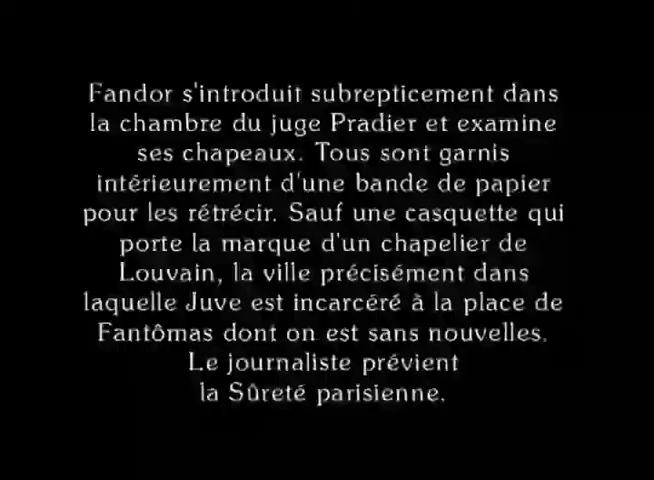 Fandor s'introduit subrepticement dans
la chambre du juge Pradier et examine
ses chapeaux. Tous sont garnis
intérieurement d'une bande de papier
pour les rétrécir. Sauf une casquette qui
porte la marque d'un chapelier de
Louvain, la ville précisément dans
laquelle Juve est incarcéré à la place de
Fantômas dont on est sans nouvelles.
Le journaliste prévient
la Sûreté parisienne.